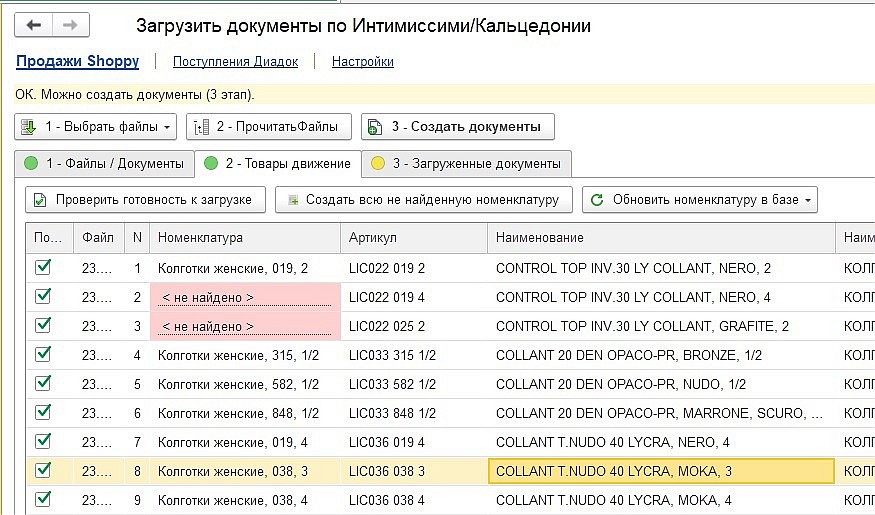 Загрузить документы по Интимиссими/Кальцедонии
Продажи Shoppy Поступления Диадок Настройки
ОК. Можно создать документы (3 этап).
1 - Выбрать файлы 2 - ПрочитатьФайлы 3 - Создать документы
1 - Файлы / Документы 2 - Товары движение 3 - Загруженные документы
Проверить готовность к загрузке Создать всю не найденную номенклатуру Обновить номенклатуру в базе
По... Файл N Номенклатура Артикул Наименование Наим
23.... 1 Колготки женские, 019, 2 LIC022 019 2 CONTROL TOP INV.30 LY COLLANT, NERO, 2 КОЛГ
23.... 2 < не найдено > LIC022 019 4 CONTROL TOP INV.30 LY COLLANT, NERO, 4 КОЛГ
23.... 3 < не найдено > LIC022 025 2 CONTROL TOP INV.30 LY COLLANT, GRAFITE, 2 КОЛГ
23.... 4 Колготки женские, 315, 1/2 LIC033 315 1/2 COLLANT 20 DEN OPACO-PR, BRONZE, 1/2 КОЛГ
23.... 5 Колготки женские, 582, 1/2 LIC033 582 1/2 COLLANT 20 DEN OPACO-PR, NUDO, 1/2 КОЛГ
23.... 6 Колготки женские, 848, 1/2 LIC033 848 1/2 COLLANT 20 DEN OPACO-PR, MARRONE, SCURO, ... КОЛГ
23.... 7 Колготки женские, 019, 4 LIC036 019 4 COLLANT T.NUDO 40 LYCRA, NERO, 4 КОЛГ
23.... 8 Колготки женские, 038, 3 LIC036 038 3 COLLANT T.NUDO 40 LYCRA, MOKA, 3 КОЛГ
23.... 9 Колготки женские, 038, 4 LIC036 038 4 COLLANT T.NUDO 40 LYCRA, MOKA, 4 КОЛГ